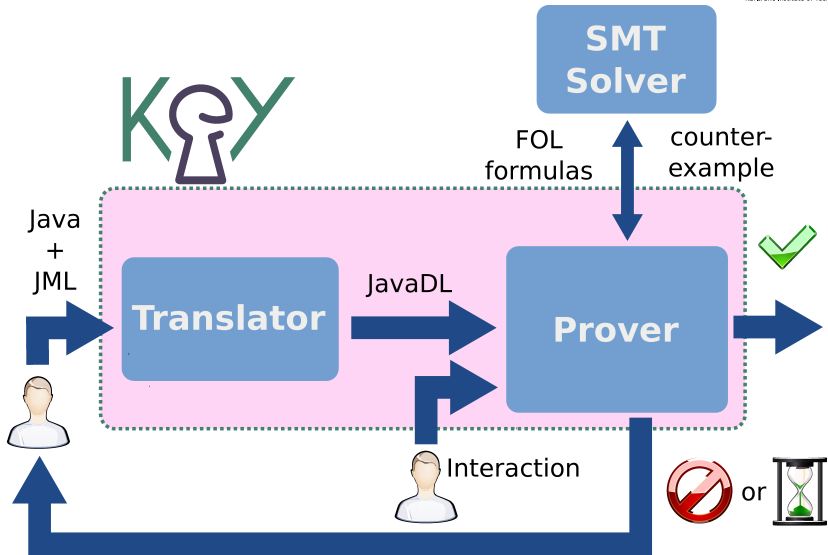 SMT
Solver
KeY
FOL
formulas
counter-
example
Java
+
JML
JavaDL
Translator
Prover
Interaction
or